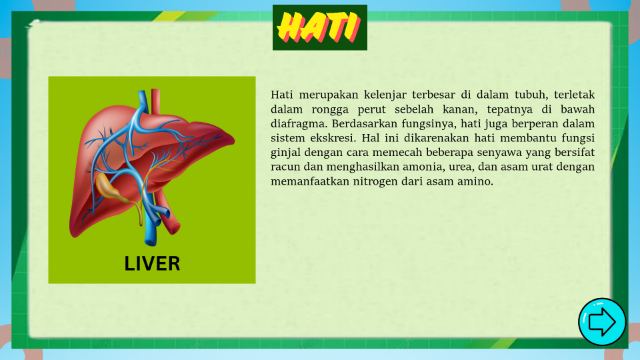 HATI
Hati merupakan kelenjar terbesar di dalam tubuh, terletak
dalam rongga perut sebelah kanan, tepatnya di bawah
diafragma. Berdasarkan fungsinya, hati juga berperan dalam
sistem ekskresi. Hal ini dikarenakan hati membantu fungsi
ginjal dengan cara memecah beberapa senyawa yang bersifat
racun dan menghasilkan amonia, urea, dan asam urat dengan
memanfaatkan nitrogen dari asam amino.
LIVER